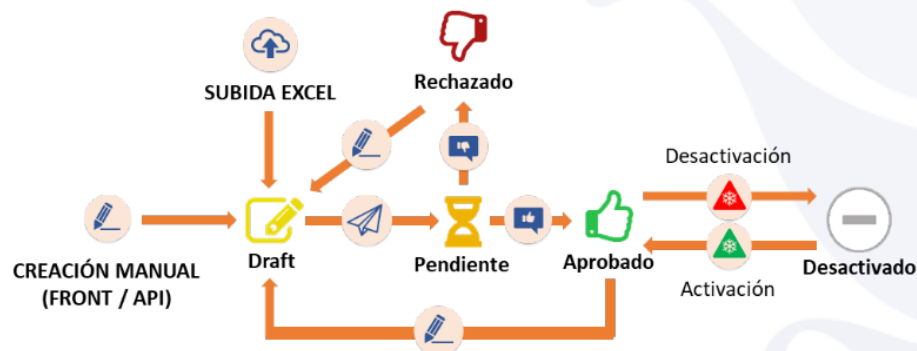 SUBIDA EXCEL
Rechazado
Desactivación
CREACIÓN MANUAL
(FRONT / API)
Draft
Pendiente
Aprobado
Desactivado
Activación